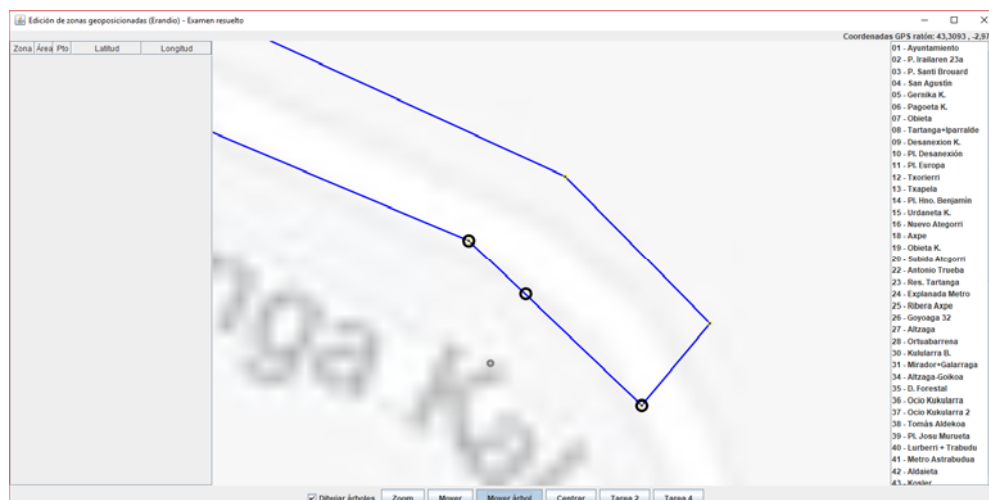 Edición de zonas geoposicionadas (Erandio) - Examen resuelto
Coordenadas GPS ratón: 43,3093 , -2,97
Zona Área Pto Latitud Longitud
01 - Ayuntamiento
02 - P. Irailaren 23a
03 - P. Santi Brouard
04 - San Agustín
05 - Gernika K.
06 - Pagoeta K.
07 - Obieta
08 - Tartanga+Iparralde
09 - Desanexion K.
10 - Pl. Desanexión
11 - Pl. Europa
12 - Txorierri
13 - Txapela
14 - Pl. Hno. Benjamin
15 - Urdaneta K.
16 - Nuevo Ategorri
18 - Axpe
19 - Obieta K.
20 - Subida Ategorri
22 - Antonio Trueba
23 - Res. Tartanga
24 - Explanada Metro
25 - Ribera Axpe
26 - Goyoaga 32
27 - Altzaga
28 - Ortuabarrena
30 - Kukularra B.
31 - Mirador+Galarraga
34 - Altzaga-Goikoa
35 - D. Forestal
36 - Ocio Kukularra
37 - Ocio Kukularra 2
38 - Tomás Aldekoa
39 - Pl. Josu Murueta
40 - Lurberri + Trabudu
41 - Metro Astrabudua
42 - Aldaieta
43 - Kosler
nga Kal
Dibujar árboles Zoom Mover Mover árbol Centrar Tarea 2 Tarea 4